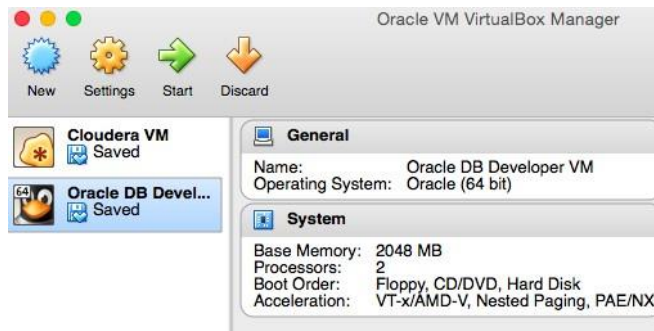 Oracle VM VirtualBox Manager
New Settings Start Discard
Cloudera VM
Saved
64
Oracle DB Devel...
Saved
General
Name: Oracle DB Developer VM
Operating System: Oracle (64 bit)
System
Base Memory: 2048 MB
Processors: 2
Boot Order: Floppy, CD/DVD, Hard Disk
Acceleration: VT-x/AMD-V, Nested Paging, PAE/NX